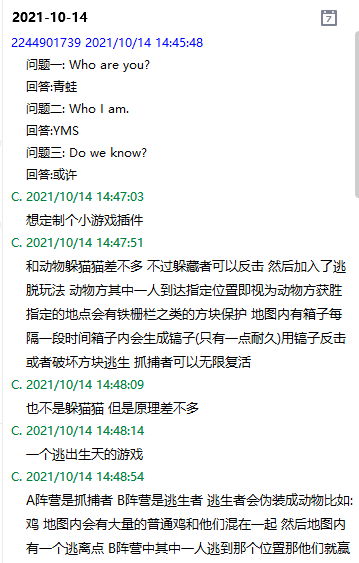 2021-10-14
7
2244901739 2021/10/14 14:45:48
问题一: Who are you?
回答:青蛙
问题二: Who I am.
回答:YMS
问题三: Do we know?
回答:或许
C. 2021/10/14 14:47:03
想定制个小游戏插件
C. 2021/10/14 14:47:51
和动物躲猫猫差不多 不过躲藏者可以反击 然后加入了逃
脱玩法 动物方其中一人到达指定位置即视为动物方获胜
指定的地点会有铁栅栏之类的方块保护 地图内有箱子每
隔一段时间箱子内会生成镐子(只有一点耐久)用镐子反击
或者破坏方块逃生 抓捕者可以无限复活
C. 2021/10/14 14:48:09
也不是躲猫猫 但是原理差不多
C. 2021/10/14 14:48:14
一个逃出生天的游戏
C. 2021/10/14 14:48:54
A阵营是抓捕者 B阵营是逃生者 逃生者会伪装成动物比如:
鸡 地图内会有大量的普通鸡和他们混在一起 然后地图内
有一个逃离点 B阵营中其中一人逃到那个位置那他们就赢